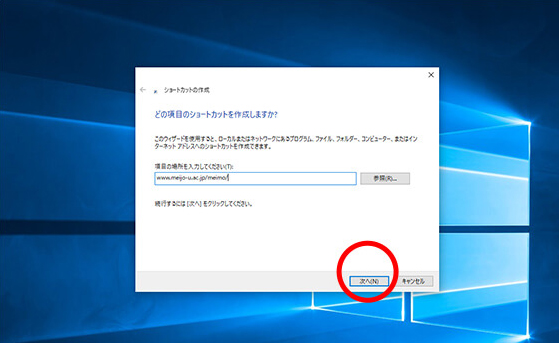 ショートカットの作成
どの項目のショートカットを作成しますか?
このウィザードを使用すると、ローカルまたはネットワークにあるプログラム、ファイル、フォルダー、コンピューター、またはイン
ターネット アドレスへのショートカットを作成できます。
項目の場所を入力してください(T):
www.meijo-u.ac.jp/meimo/
参照(R)...
続行するには [次へ] をクリックしてください。
次へ(N)
キャンセル